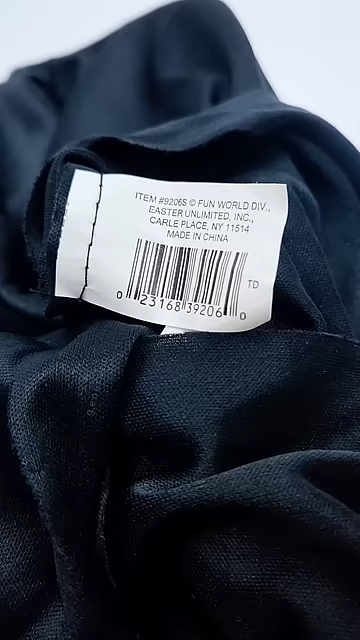 ITEM #9206S © FUN WORLD DIV.,
EASTER UNLIMITED, INC.,
CARLE PLACE, NY 11514
MADE IN CHINA
TD
0 23168 39206 0